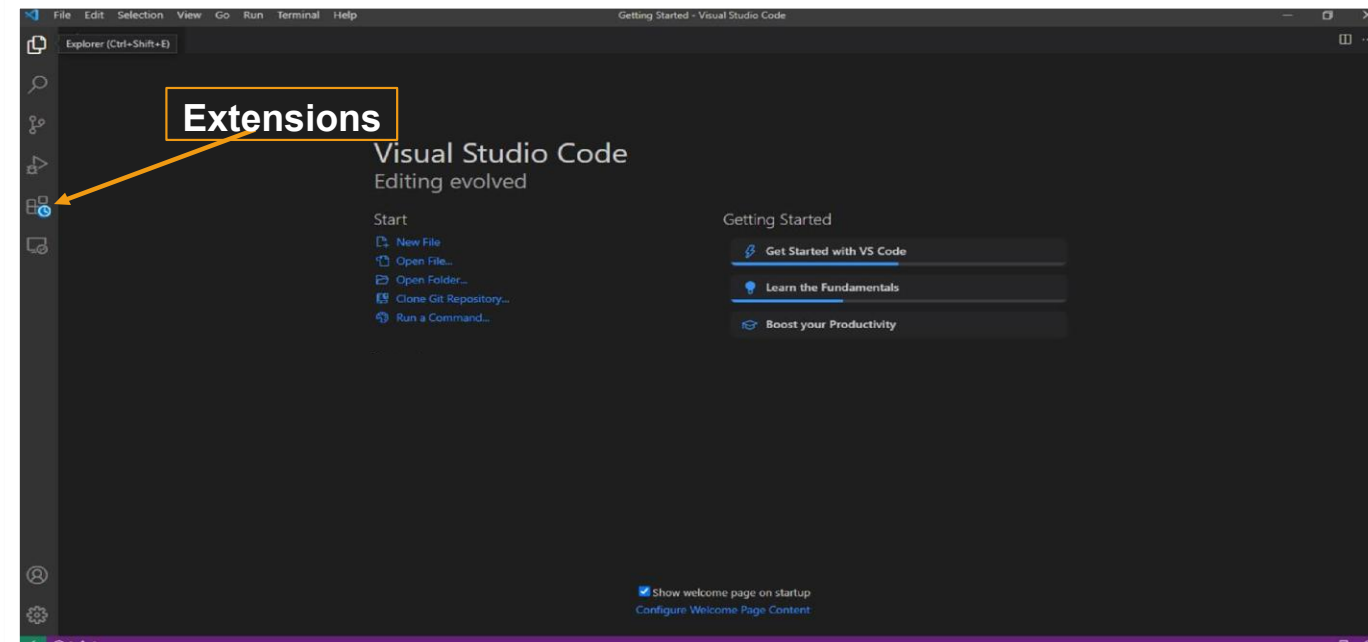 File Edit Selection View Go Run Terminal Help
Getting Started - Visual Studio Code
Explorer (Ctrl+Shift+E)
Extensions
Visual Studio Code
Editing evolved
Start
New File
Open File...
Open Folder...
Clone Git Repository...
Run a Command...
Getting Started
Get Started with VS Code
Learn the Fundamentals
Boost your Productivity
Show welcome page on startup
Configure Welcome Page Content